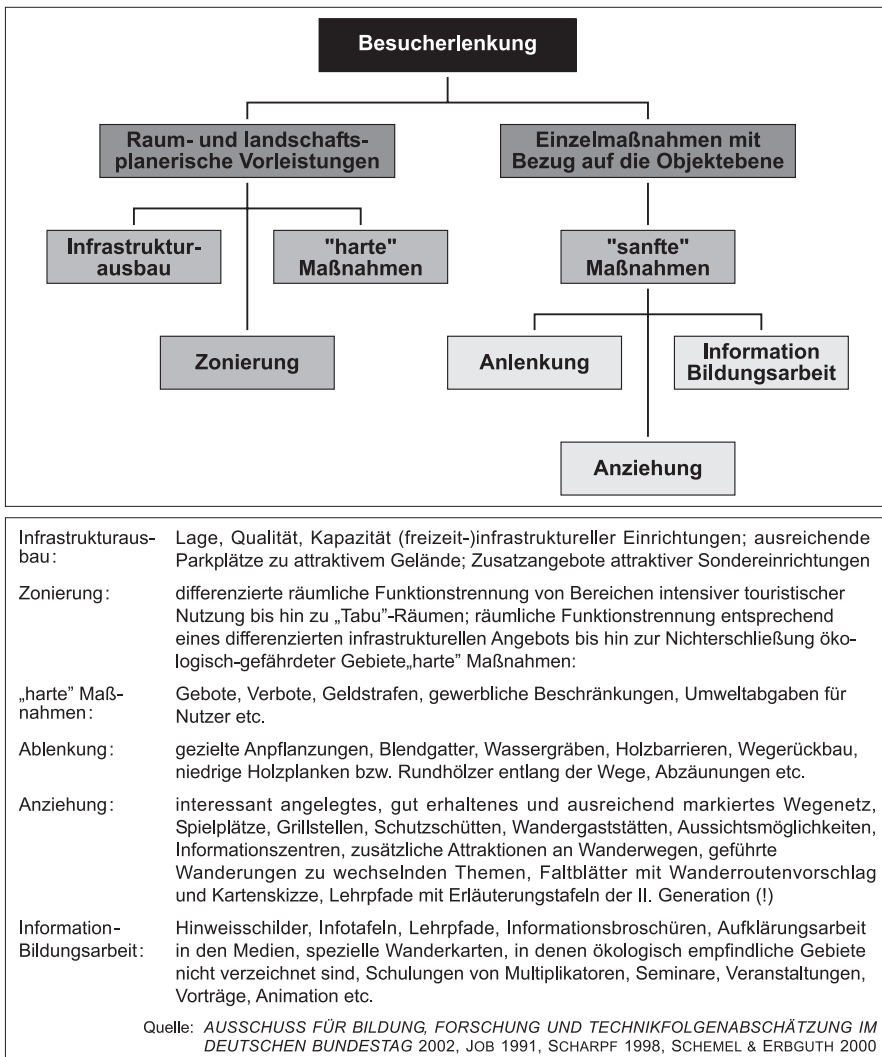 Besucherlenkung
Raum- und landschafts-
planerische Vorleistungen
Einzelmaßnahmen mit
Bezug auf die Objektebene
Infrastruktur-
ausbau
"harte"
Maßnahmen
"sanfte"
Maßnahmen
Zonierung
Anlenkung
Information
Bildungsarbeit
Anziehung
Infrastrukturaus-
bau:
Lage, Qualität, Kapazität (freizeit-)infrastruktureller Einrichtungen; ausreichende
Parkplätze zu attraktivem Gelände; Zusatzangebote attraktiver Sondereinrichtungen
Zonierung:
differenzierte räumliche Funktionstrennung von Bereichen intensiver touristischer
Nutzung bis hin zu „Tabu”-Räumen; räumliche Funktionstrennung entsprechend
eines differenzierten infrastrukturellen Angebots bis hin zur Nichterschließung öko-
logisch-gefährdeter Gebiete„harte” Maßnahmen:
„harte” Maß-
nahmen:
Gebote, Verbote, Geldstrafen, gewerbliche Beschränkungen, Umweltabgaben für
Nutzer etc.
Ablenkung:
gezielte Anpflanzungen, Blendgatter, Wassergräben, Holzbarrieren, Wegerückbau,
niedrige Holzplanken bzw. Rundhölzer entlang der Wege, Abzäunungen etc.
Anziehung:
interessant angelegtes, gut erhaltenes und ausreichend markiertes Wegenetz,
Spielplätze, Grillstellen, Schutzschütten, Wandergaststätten, Aussichtsmöglichkeiten,
Informationszentren, zusätzliche Attraktionen an Wanderwegen, geführte
Wanderungen zu wechselnden Themen, Faltblätter mit Wanderroutenvorschlag
und Kartenskizze, Lehrpfade mit Erläuterungstafeln der II. Generation (!)
Information-
Bildungsarbeit:
Hinweisschilder, Infotafeln, Lehrpfade, Informationsbroschüren, Aufklärungsarbeit
in den Medien, spezielle Wanderkarten, in denen ökologisch empfindliche Gebiete
nicht verzeichnet sind, Schulungen von Multiplikatoren, Seminare, Veranstaltungen,
Vorträge, Animation etc.
Quelle: AUSSCHUSS FÜR BILDUNG, FORSCHUNG UND TECHNIKFOLGENABSCHÄTZUNG IM
DEUTSCHEN BUNDESTAG 2002, JOB 1991, SCHARPF 1998, SCHEMEL & ERBGUTH 2000